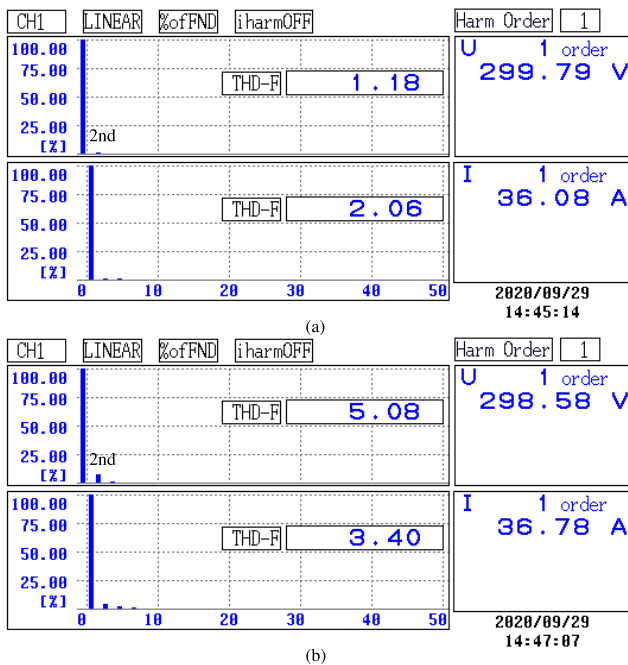 CH1 LINEAR %ofFND iharmOFF Harm Order 1
100.00
75.00
50.00
25.00
[%]
2nd
THD-F 1.18
U 1 order
299.79 V
100.00
75.00
50.00
25.00
[%]
THD-F 2.06
0 10 20 30 40 50
I 1 order
36.08 A
2020/09/29
14:45:14
(a)
CH1 LINEAR %ofFND iharmOFF Harm Order 1
100.00
75.00
50.00
25.00
[%]
2nd
THD-F 5.08
U 1 order
298.58 V
100.00
75.00
50.00
25.00
[%]
THD-F 3.40
0 10 20 30 40 50
I 1 order
36.78 A
2020/09/29
14:47:07
(b)